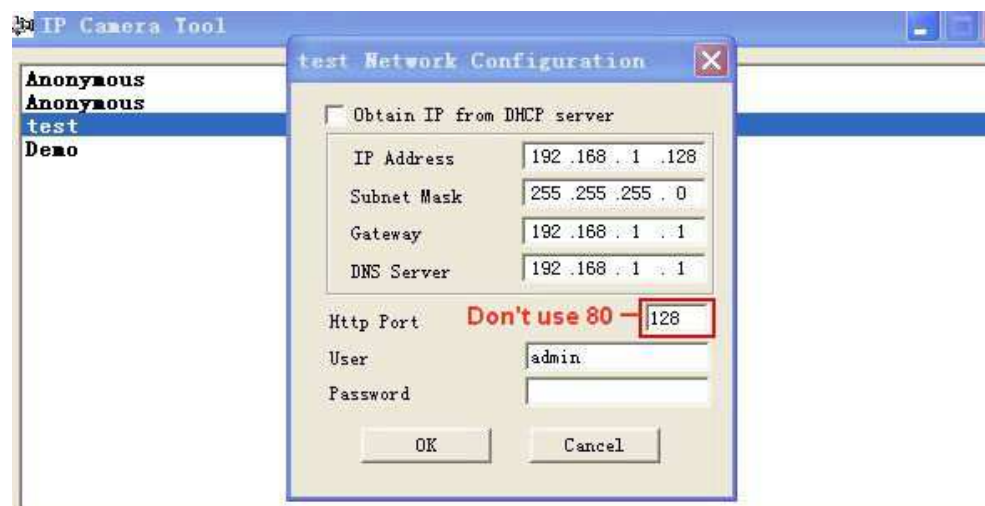 IP Camera Tool
Anonymous
Anonymous
test
Demo
test Network Configuration
Obtain IP from DHCP server
IP Address 192 .168 . 1 .128
Subnet Mask 255 .255 .255 . 0
Gateway 192 .168 . 1 . 1
DNS Server 192 .168 . 1 . 1
Http Port Don't use 80 128
User admin
Password
OK Cancel